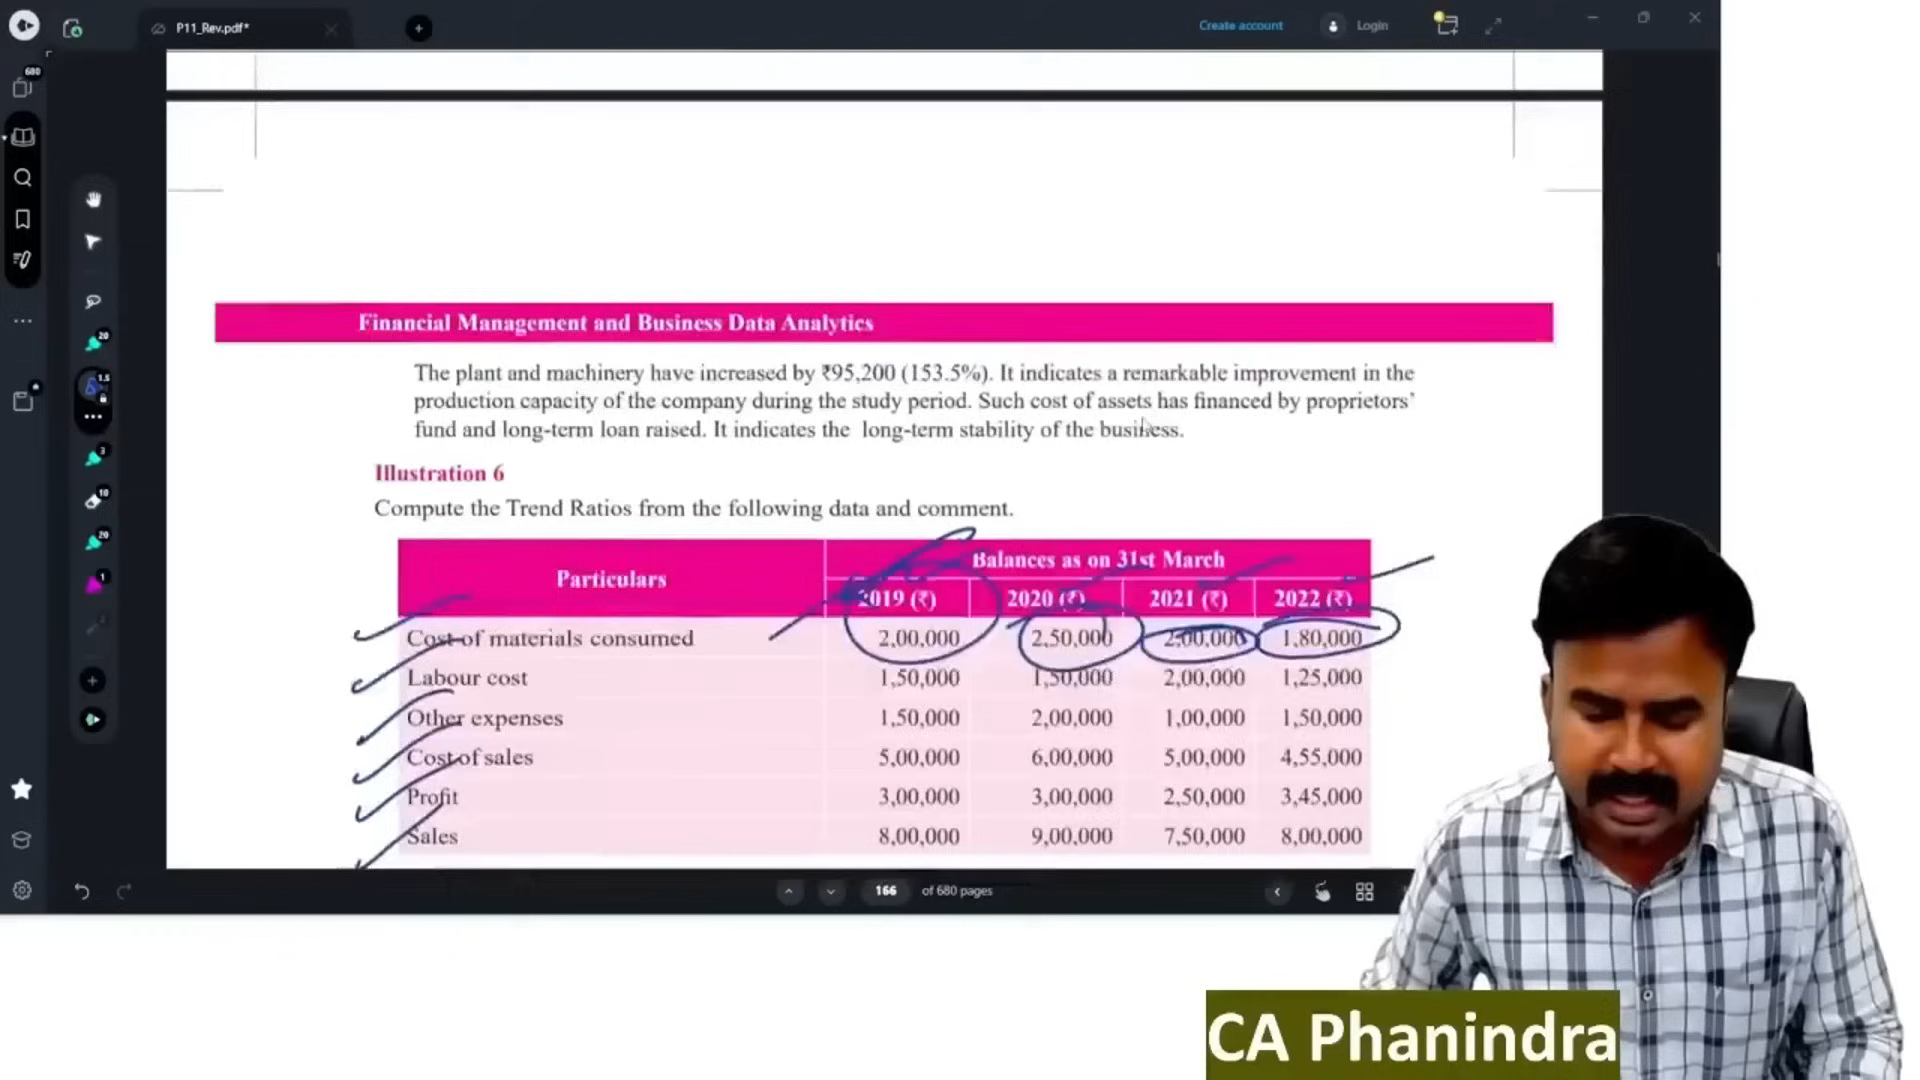 680
P11_Rev.pdf*
Create account
Login
Financial Management and Business Data Analytics
The plant and machinery have increased by ₹95,200 (153.5%). It indicates a remarkable improvement in the
production capacity of the company during the study period. Such cost of assets has financed by proprietors'
fund and long-term loan raised. It indicates the long-term stability of the business.
Illustration 6
Compute the Trend Ratios from the following data and comment.
Particulars Balances as on 31st March
2019 (₹) 2020 (₹) 2021 (₹) 2022 (₹)
Cost of materials consumed 2,00,000 2,50,000 2,00,000 1,80,000
Labour cost 1,50,000 1,50,000 2,00,000 1,25,000
Other expenses 1,50,000 2,00,000 1,00,000 1,50,000
Cost of sales 5,00,000 6,00,000 5,00,000 4,55,000
Profit 3,00,000 3,00,000 2,50,000 3,45,000
Sales 8,00,000 9,00,000 7,50,000 8,00,000
20
1.5
3
10
20
1
166 of 680 pages
CA Phanindra